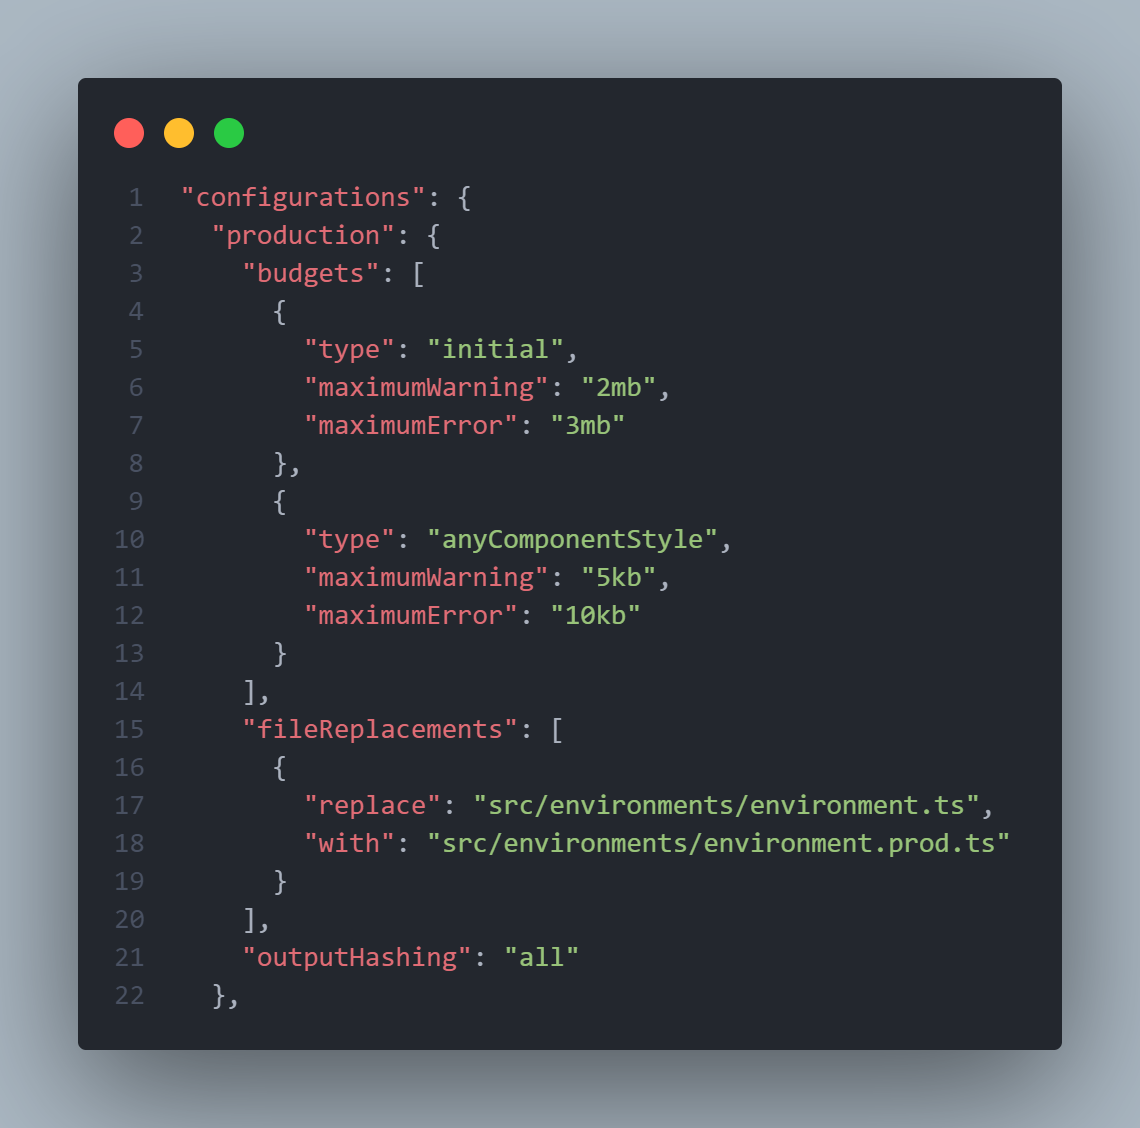 1 "configurations": {
2   "production": {
3     "budgets": [
4       {
5         "type": "initial",
6         "maximumWarning": "2mb",
7         "maximumError": "3mb"
8       },
9       {
10         "type": "anyComponentStyle",
11         "maximumWarning": "5kb",
12         "maximumError": "10kb"
13       }
14     ],
15     "fileReplacements": [
16       {
17         "replace": "src/environments/environment.ts",
18         "with": "src/environments/environment.prod.ts"
19       }
20     ],
21     "outputHashing": "all"
22   },